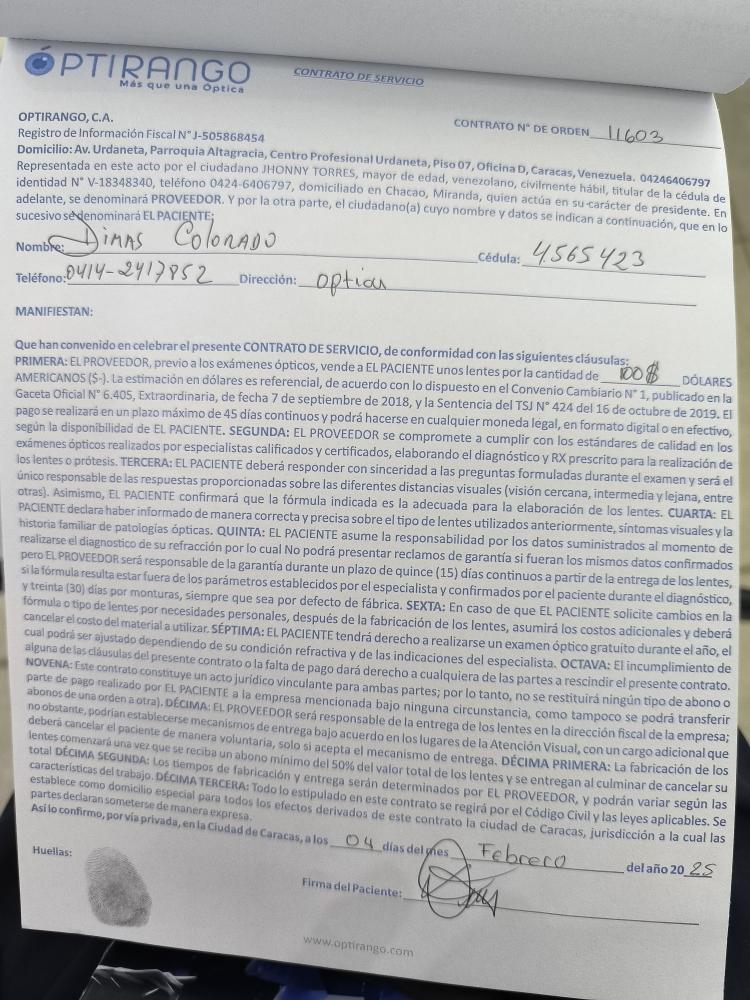 ÓPTIRANGO
Más que una Óptica
CONTRATO DE SERVICIO
OPTIRANGO, C.A.
CONTRATO N° DE ORDEN 11603
Registro de Información Fiscal N° J-505868454
Domicilio: Av. Urdaneta, Parroquia Altagracia, Centro Profesional Urdaneta, Piso 07, Oficina D, Caracas, Venezuela. 04246406797
Representada en este acto por el ciudadano JHONNY TORRES, mayor de edad, venezolano, civilmente hábil, titular de la cédula de
identidad N° V-18348340, teléfono 0424-6406797, domiciliado en Chacao, Miranda, quien actúa en su carácter de presidente. En
adelante, se denominará PROVEEDOR. Y por la otra parte, el ciudadano(a) cuyo nombre y datos se indican a continuación, que en lo
sucesivo se denominará EL PACIENTE;
Nombre: Dimas Colorado Cédula: 4565423
Teléfono: 0414-2417852 Dirección:
MANIFIESTAN:
Que han convenido en celebrar el presente CONTRATO DE SERVICIO, de conformidad con las siguientes cláusulas:
PRIMERA: EL PROVEEDOR, previo a los exámenes ópticos, vende a EL PACIENTE unos lentes por la cantidad de 100$ DÓLARES
AMERICANOS ($-). La estimación en dólares es referencial, de acuerdo con lo dispuesto en el Convenio Cambiario N° 1, publicado en la
Gaceta Oficial N° 6.405, Extraordinaria, de fecha 7 de septiembre de 2018, y la Sentencia del TSJ N° 424 del 16 de octubre de 2019. El
pago se realizará en un plazo máximo de 45 días continuos y podrá hacerse en cualquier moneda legal, en formato digital o en efectivo,
según la disponibilidad de EL PACIENTE. SEGUNDA: EL PROVEEDOR se compromete a cumplir con los estándares de calidad en los
exámenes ópticos realizados por especialistas calificados y certificados, elaborando el diagnóstico y RX prescrito para la realización de
los lentes o prótesis. TERCERA: EL PACIENTE deberá responder con sinceridad a las preguntas formuladas durante el examen y será el
único responsable de las respuestas proporcionadas sobre las diferentes distancias visuales (visión cercana, intermedia y lejana, entre
otras). Asimismo, EL PACIENTE confirmará que la fórmula indicada es la adecuada para la elaboración de los lentes. CUARTA: EL
PACIENTE declara haber informado de manera correcta y precisa sobre el tipo de lentes utilizados anteriormente, síntomas visuales y la
historia familiar de patologías ópticas. QUINTA: EL PACIENTE asume la responsabilidad por los datos suministrados al momento de
realizarse el diagnostico de su refracción por lo cual No podrá presentar reclamos de garantía si fueran los mismos datos confirmados
pero EL PROVEEDOR será responsable de la garantía durante un plazo de quince (15) días continuos a partir de la entrega de los lentes,
si la fórmula resulta estar fuera de los parámetros establecidos por el especialista y confirmados por el paciente durante el diagnóstico,
y treinta (30) días por monturas, siempre que sea por defecto de fábrica. SEXTA: En caso de que EL PACIENTE solicite cambios en la
fórmula o tipo de lentes por necesidades personales, después de la fabricación de los lentes, asumirá los costos adicionales y deberá
cancelar el costo del material a utilizar. SÉPTIMA: EL PACIENTE tendrá derecho a realizarse un examen óptico gratuito durante el año, el
cual podrá ser ajustado dependiendo de su condición refractiva y de las indicaciones del especialista. OCTAVA: El incumplimiento de
alguna de las cláusulas del presente contrato o la falta de pago dará derecho a cualquiera de las partes a rescindir el presente contrato.
NOVENA: Este contrato constituye un acto jurídico vinculante para ambas partes; por lo tanto, no se restituirá ningún tipo de abono o
parte de pago realizado por EL PACIENTE a la empresa mencionada bajo ninguna circunstancia, como tampoco se podrá transferir
abonos de una orden a otra). DÉCIMA: EL PROVEEDOR será responsable de la entrega de los lentes en la dirección fiscal de la empresa;
no obstante, podrían establecerse mecanismos de entrega bajo acuerdo en los lugares de la Atención Visual, con un cargo adicional que
deberá cancelar el paciente de manera voluntaria, solo si acepta el mecanismo de entrega. DÉCIMA PRIMERA: La fabricación de los
lentes comenzará una vez que se reciba un abono mínimo del 50% del valor total de los lentes y se entregan al culminar de cancelar su
total DÉCIMA SEGUNDA: Los tiempos de fabricación y entrega serán determinados por EL PROVEEDOR, y podrán variar según las
características del trabajo. DÉCIMA TERCERA: Todo lo estipulado en este contrato se regirá por el Código Civil y las leyes aplicables. Se
establece como domicilio especial para todos los efectos derivados de este contrato la ciudad de Caracas, jurisdicción a la cual las
partes declaran someterse de manera expresa.
Así lo confirmo, por vía privada, en la Ciudad de Caracas, a los 04 días del mes Febrero del año 2025
Huellas:
Firma del Paciente:
www.optirango.com